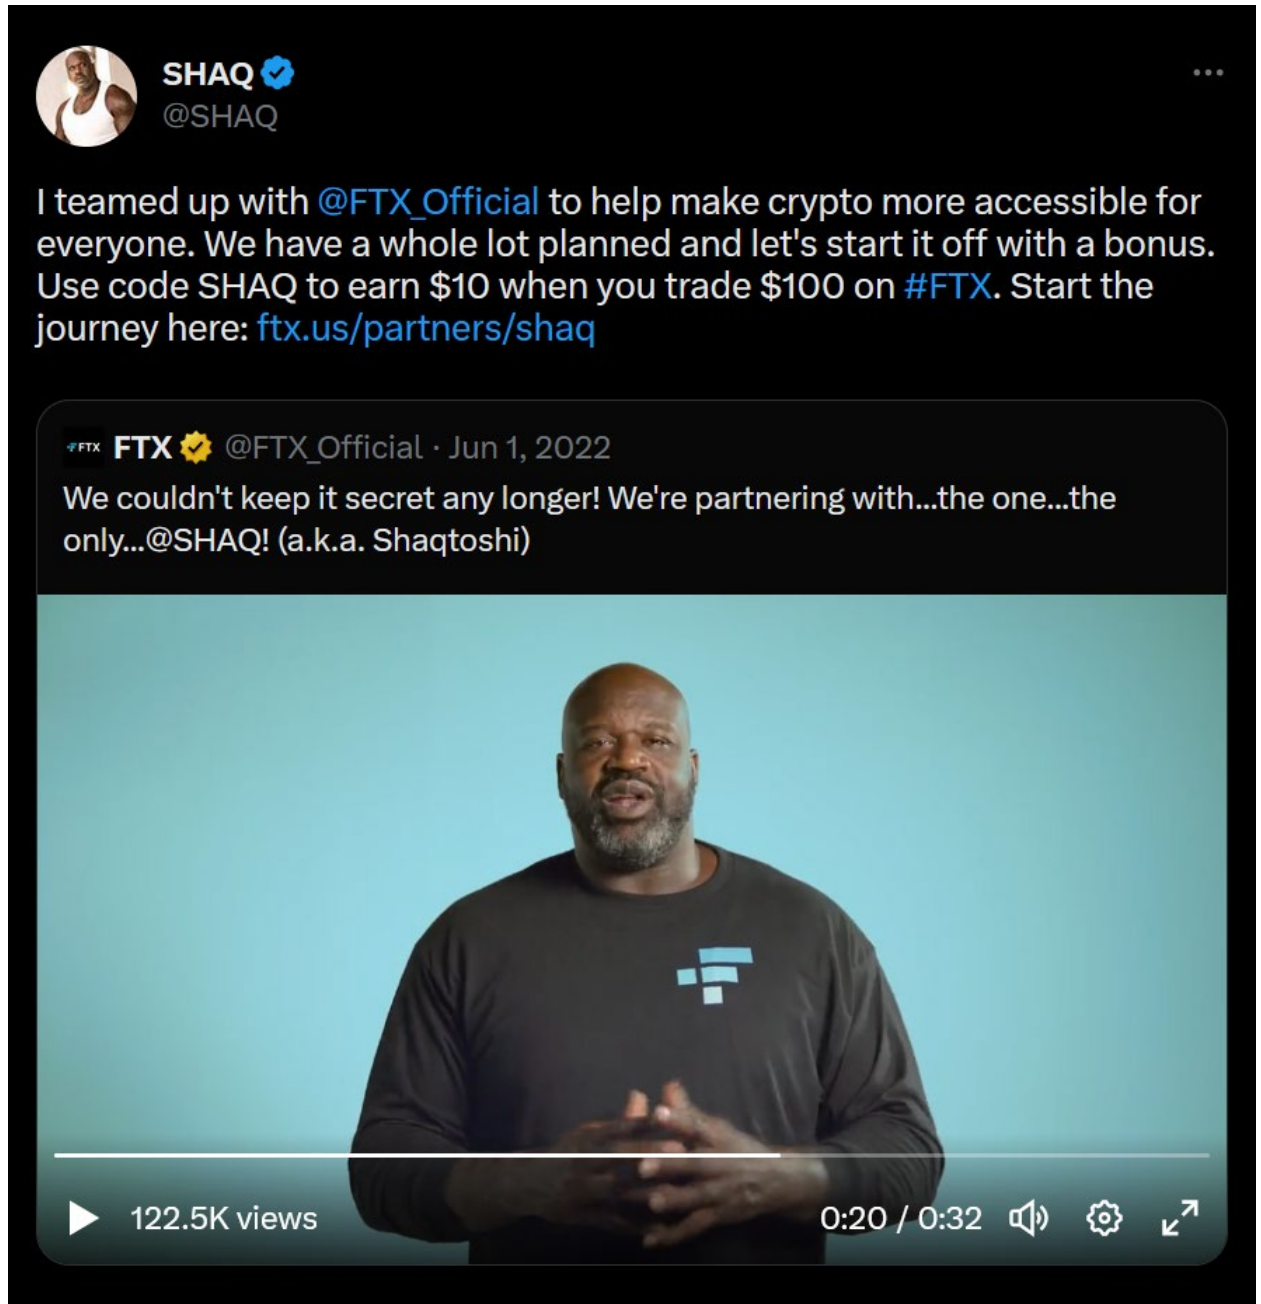 SHAQ
@SHAQ
I teamed up with @FTX_Official to help make crypto more accessible for
everyone. We have a whole lot planned and let's start it off with a bonus.
Use code SHAQ to earn $10 when you trade $100 on #FTX. Start the
journey here: ftx.us/partners/shaq
FTX FTX @FTX_Official · Jun 1, 2022
We couldn't keep it secret any longer! We're partnering with...the one...the
only...@SHAQ! (a.k.a. Shaqtoshi)
122.5K views 0:20 / 0:32